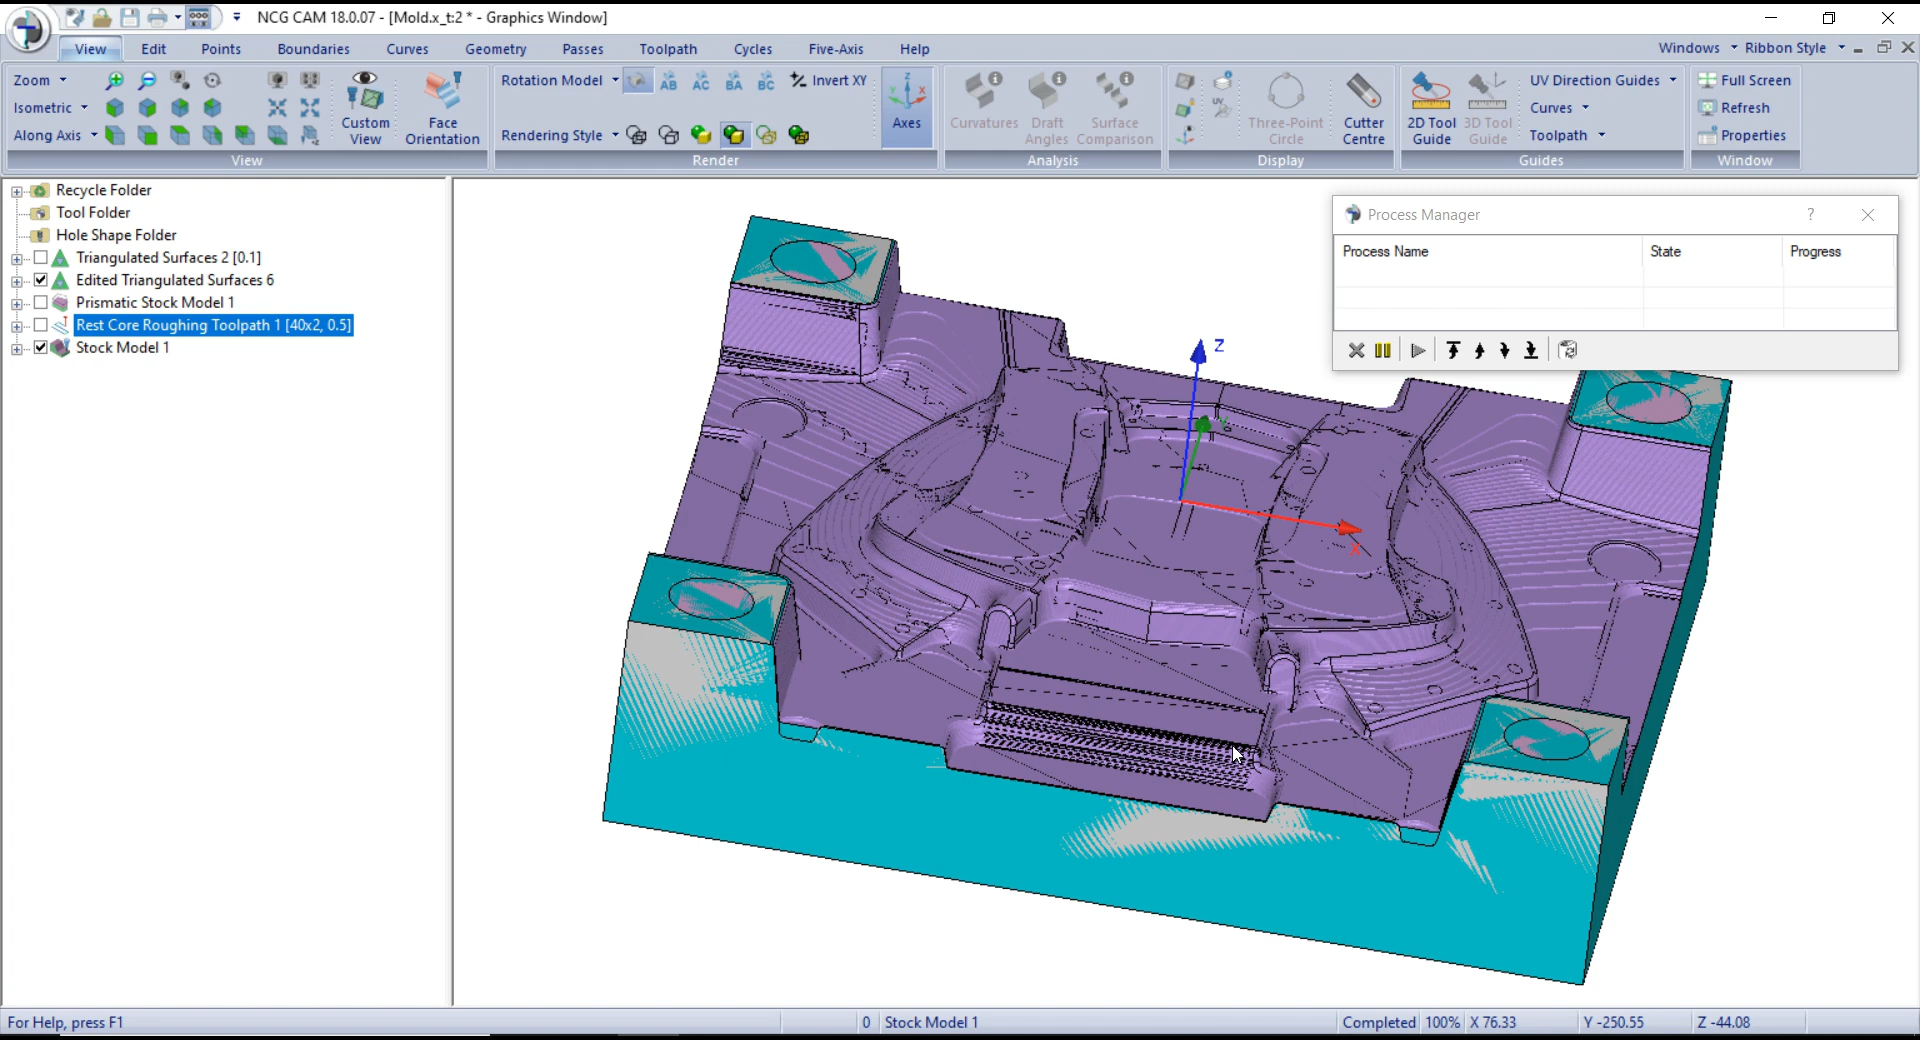 NCG CAM 18.0.07 - [Mold.x_t:2 * - Graphics Window]
View Edit Points Boundaries Curves Geometry Passes Toolpath Cycles Five-Axis Help Windows Ribbon Style
Zoom
Isometric
Along Axis
Custom View
Face Orientation
View
Rotation Model AB AC BA BC Invert XY
Rendering Style
Axes
Render
Curvatures
Draft Angles
Surface Comparison
Analysis
UV
Three-Point Circle
Cutter Centre
Display
2D Tool Guide
3D Tool Guide
UV Direction Guides
Curves
Toolpath
Guides
Full Screen
Refresh
Properties
Window
Recycle Folder
Tool Folder
Hole Shape Folder
Triangulated Surfaces 2 [0.1]
Edited Triangulated Surfaces 6
Prismatic Stock Model 1
Rest Core Roughing Toolpath 1 [40x2, 0.5]
Stock Model 1
Process Manager ?
Process Name State Progress
Z
Y
X
For Help, press F1 0 Stock Model 1 Completed 100% X 76.33 Y -250.55 Z -44.08